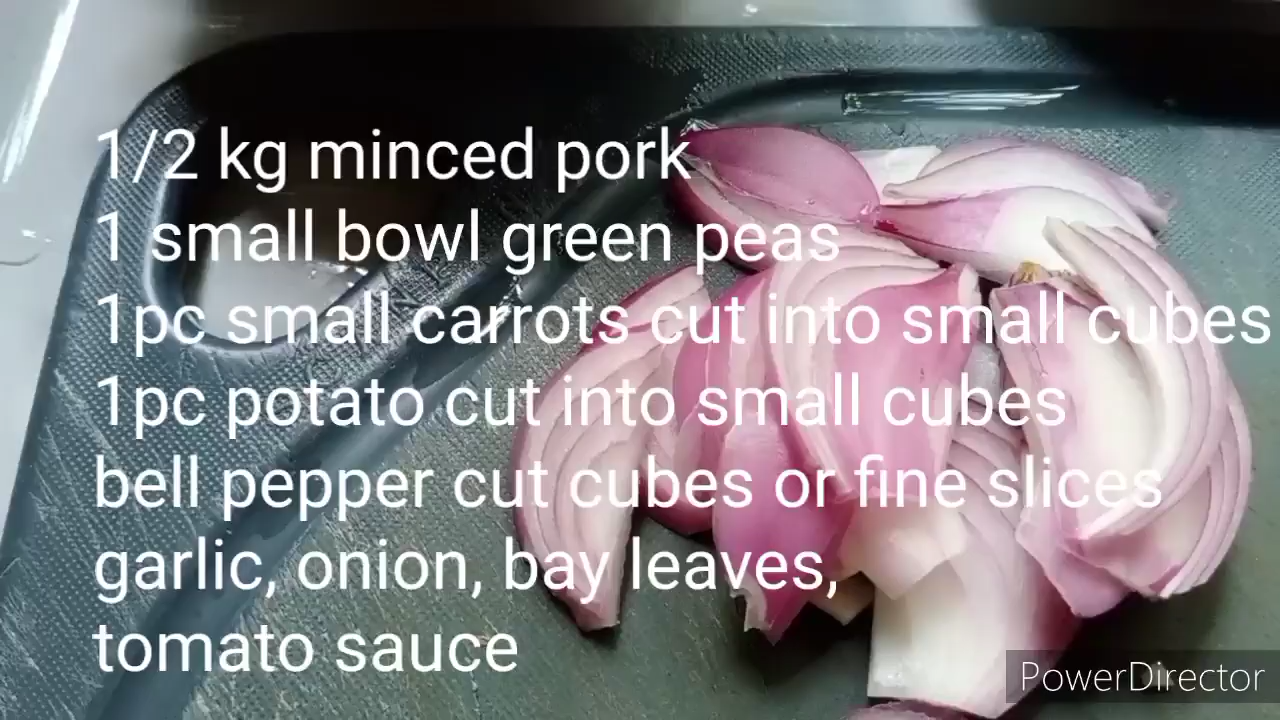 1/2 kg minced pork
1 small bowl green peas
1pc small carrots cut into small cubes
1pc potato cut into small cubes
bell pepper cut cubes or fine slices
garlic, onion, bay leaves,
tomato sauce
PowerDirector